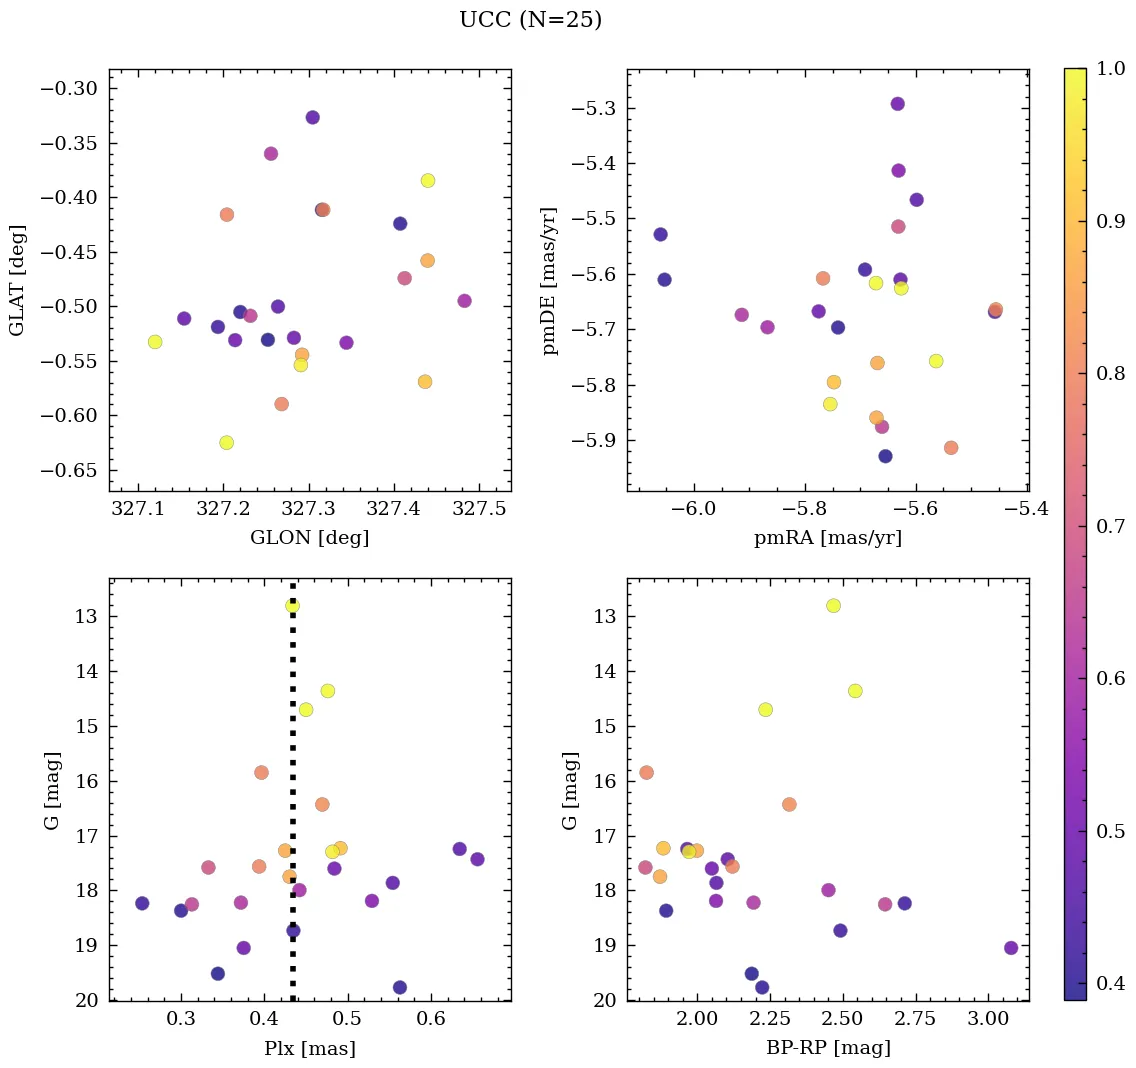 UCC (N=25)
−0.30
−0.35
−0.40
−0.45
−0.50
−0.55
−0.60
−0.65
GLAT [deg]
327.1 327.2 327.3 327.4 327.5
GLON [deg]
−5.3
−5.4
−5.5
−5.6
−5.7
−5.8
−5.9
pmDE [mas/yr]
−6.0 −5.8 −5.6 −5.4
pmRA [mas/yr]
13
14
15
16
17
18
19
20
G [mag]
0.3 0.4 0.5 0.6
Plx [mas]
13
14
15
16
17
18
19
20
G [mag]
2.00 2.25 2.50 2.75 3.00
BP-RP [mag]
1.0
0.9
0.8
0.7
0.6
0.5
0.4